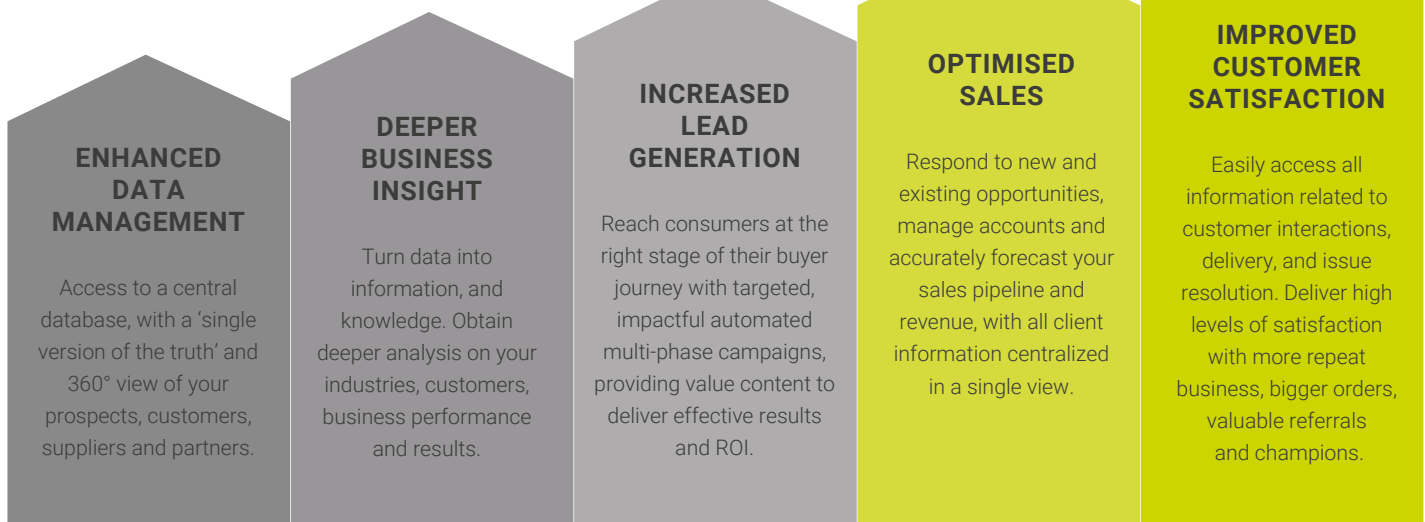 ENHANCED
DATA
MANAGEMENT
Access to a central
database, with a ‘single
version of the truth’ and
360° view of your
prospects, customers,
suppliers and partners.
DEEPER
BUSINESS
INSIGHT
Turn data into
information, and
knowledge. Obtain
deeper analysis on your
industries, customers,
business performance
and results.
INCREASED
LEAD
GENERATION
Reach consumers at the
right stage of their buyer
journey with targeted,
impactful automated
multi-phase campaigns,
providing value content to
deliver effective results
and ROI.
OPTIMISED
SALES
Respond to new and
existing opportunities,
manage accounts and
accurately forecast your
sales pipeline and
revenue, with all client
information centralized
in a single view.
IMPROVED
CUSTOMER
SATISFACTION
Easily access all
information related to
customer interactions,
delivery, and issue
resolution. Deliver high
levels of satisfaction
with more repeat
business, bigger orders,
valuable referrals
and champions.